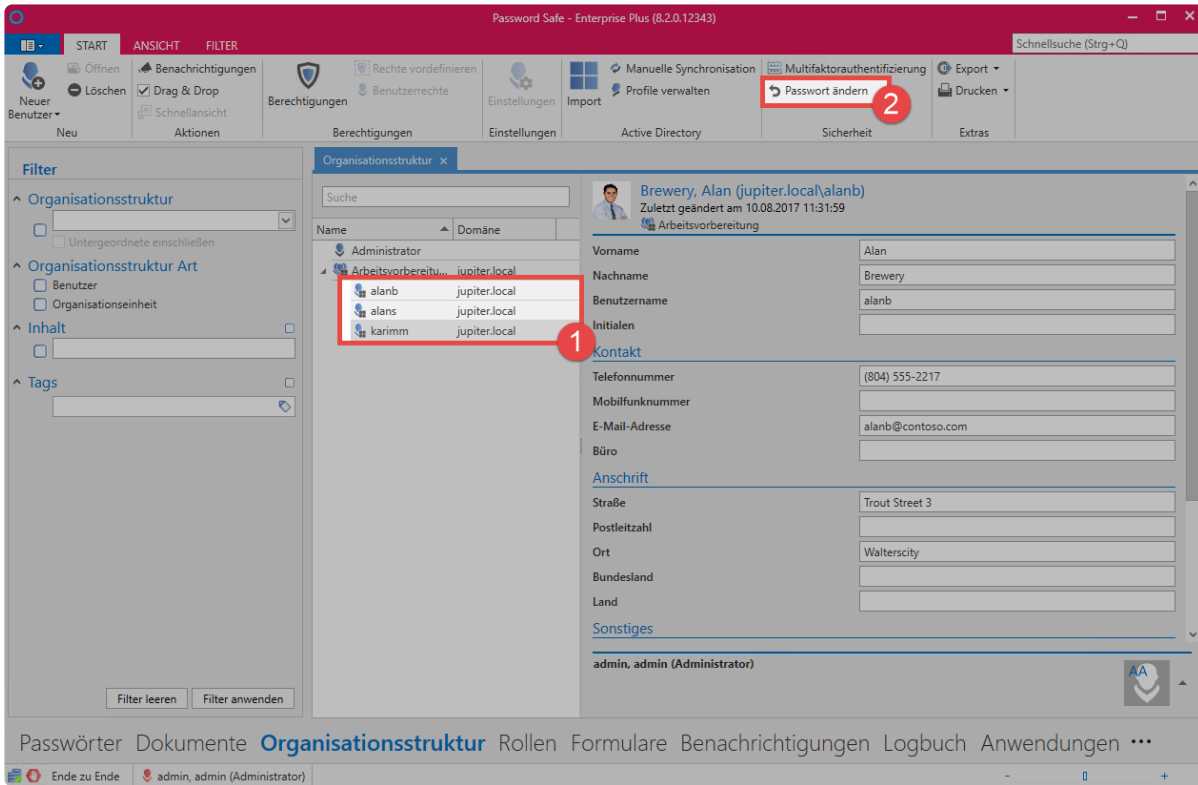 Password Safe - Enterprise Plus (8.2.0.12343)
START ANSICHT FILTER Schnellsuche (Strg+Q)
Neuer Benutzer
Öffnen
Löschen
Neu
Benachrichtigungen
Drag & Drop
Schnellansicht
Aktionen
Berechtigungen
Rechte vordefinieren
Benutzerrechte
Berechtigungen
Einstellungen
Einstellungen
Import
Manuelle Synchronisation
Profile verwalten
Active Directory
Multifaktorauthentifizierung
Passwort ändern
2
Sicherheit
Export
Drucken
Extras
Filter
Organisationsstruktur
Untergeordnete einschließen
Organisationsstruktur Art
Benutzer
Organisationseinheit
Inhalt
Tags
Filter leeren Filter anwenden
Organisationsstruktur ×
Suche
Name Domäne
Administrator
Arbeitsvorbereitu... jupiter.local
alanb jupiter.local
alans jupiter.local
karimm jupiter.local
1
Brewery, Alan (jupiter.local\alanb)
Zuletzt geändert am 10.08.2017 11:31:59
Arbeitsvorbereitung
Vorname Alan
Nachname Brewery
Benutzername alanb
Initialen
Kontakt
Telefonnummer (804) 555-2217
Mobilfunknummer
E-Mail-Adresse alanb@contoso.com
Büro
Anschrift
Straße Trout Street 3
Postleitzahl
Ort Walterscity
Bundesland
Land
Sonstiges
admin, admin (Administrator)
AA
Passwörter Dokumente Organisationsstruktur Rollen Formulare Benachrichtigungen Logbuch Anwendungen ...
Ende zu Ende admin, admin (Administrator) - +